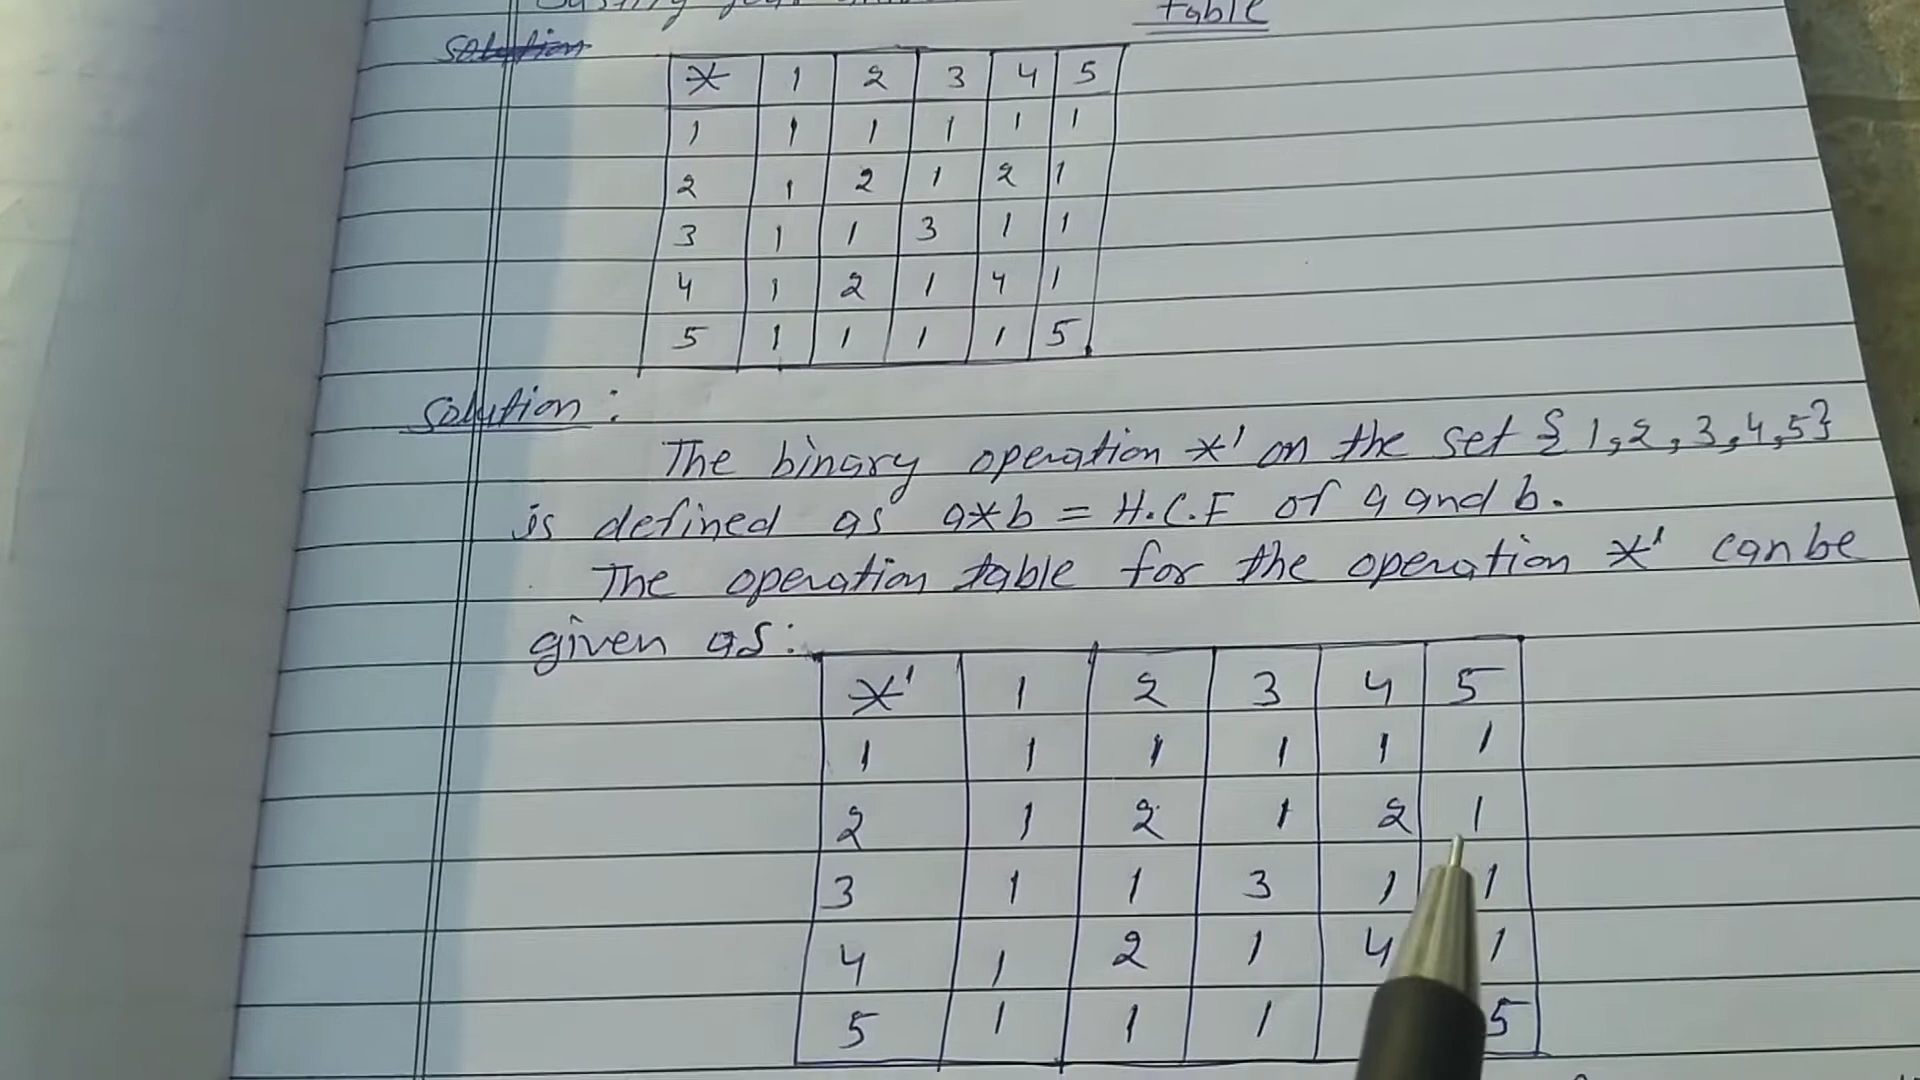 table
solution
* 1 2 3 4 5
1 1 1 1 1 1
2 1 2 1 2 1
3 1 1 3 1 1
4 1 2 1 4 1
5 1 1 1 1 5
Solution :
The binary operation *' on the set {1,2,3,4,5}
is defined as a*b = H.C.F of a and b.
The operation table for the operation *' can be
given as:
*' 1 2 3 4 5
1 1 1 1 1 1
2 1 2 1 2 1
3 1 1 3 1 1
4 1 2 1 4 1
5 1 1 1 5